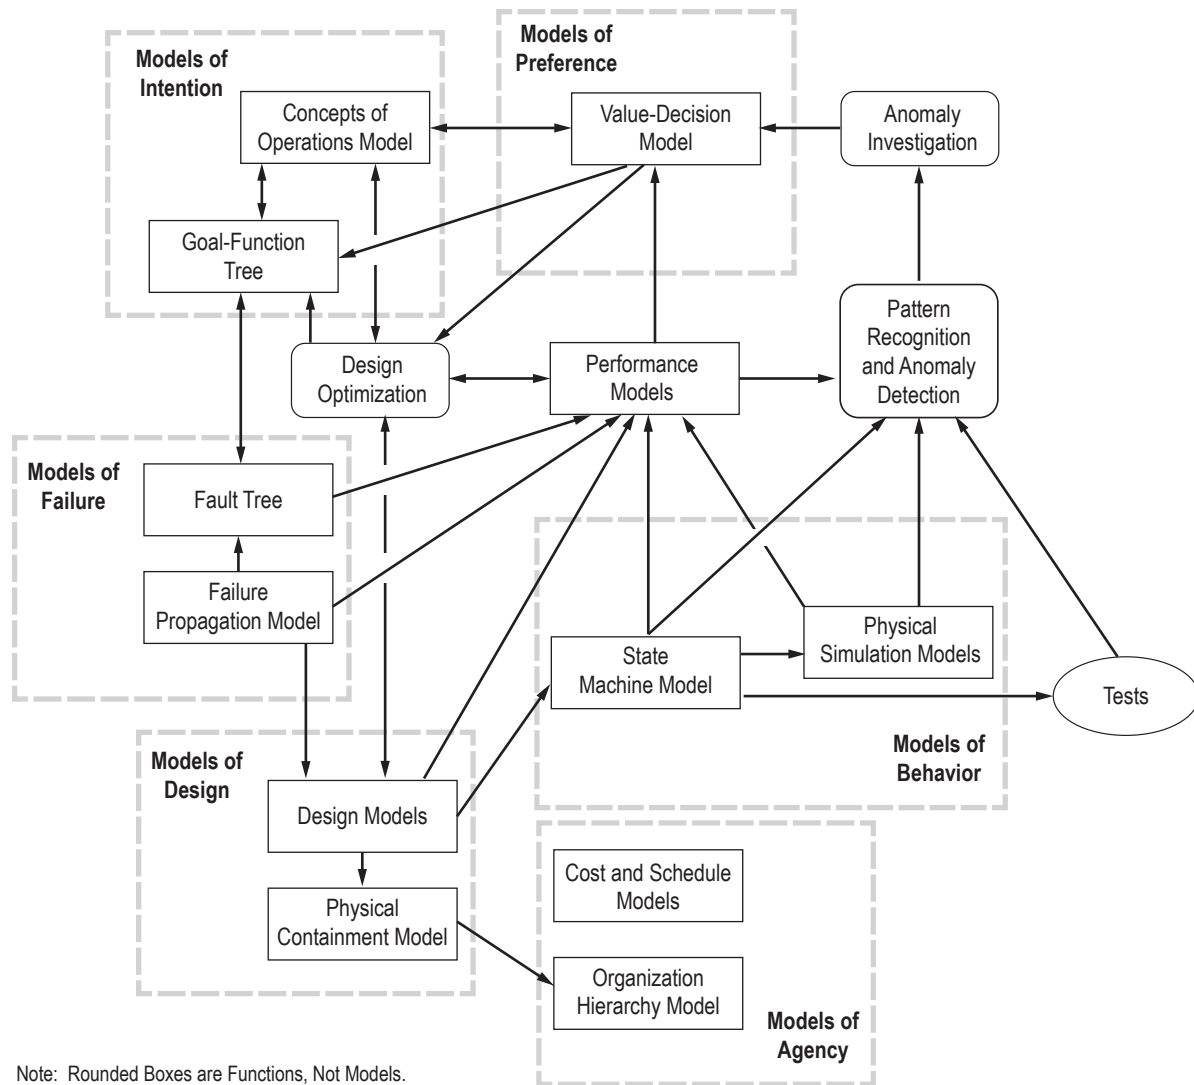 Models of
Intention
Concepts of
Operations Model
Goal-Function
Tree
Models of
Preference
Value-Decision
Model
Anomaly
Investigation
Design
Optimization
Performance
Models
Pattern
Recognition
and Anomaly
Detection
Models of
Failure
Fault Tree
Failure
Propagation Model
State
Machine Model
Physical
Simulation Models
Tests
Models of
Behavior
Models of
Design
Design Models
Physical
Containment Model
Cost and Schedule
Models
Organization
Hierarchy Model
Models of
Agency
Note: Rounded Boxes are Functions, Not Models.